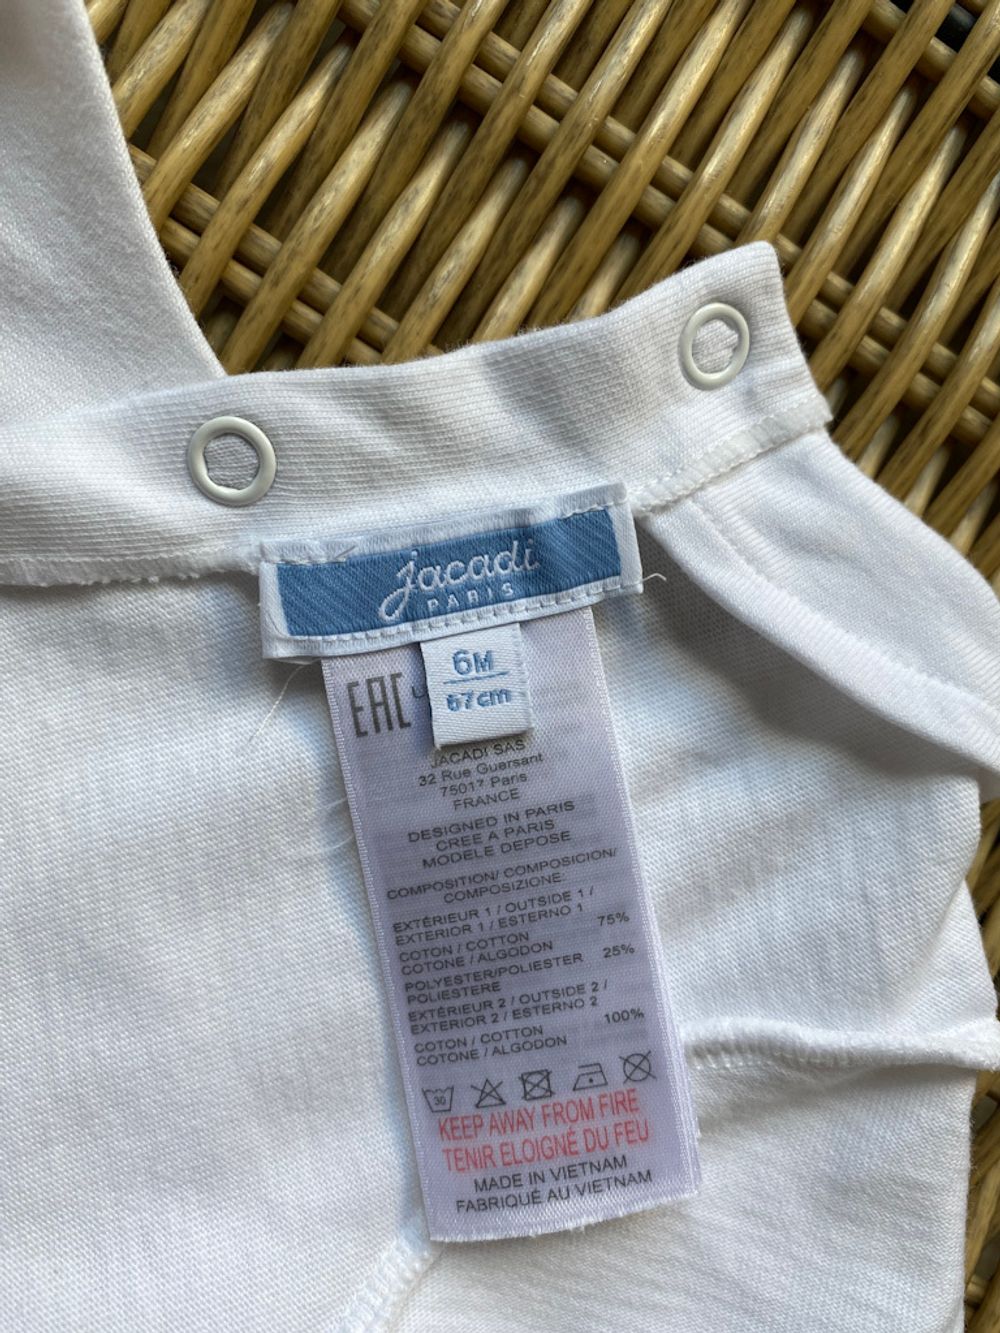 jacadi
PARIS
6M
67cm
EAC
JACADI SAS
32 Rue Guersant
75017 Paris
FRANCE
DESIGNED IN PARIS
CREE A PARIS
MODELE DEPOSE
COMPOSITION/ COMPOSICION/
COMPOSIZIONE:
EXTÉRIEUR 1 / OUTSIDE 1 /
EXTERIOR 1 / ESTERNO 1
COTON / COTTON 75%
COTONE / ALGODON
POLYESTER/POLIESTER 25%
POLIESTERE
EXTÉRIEUR 2 / OUTSIDE 2 /
EXTERIOR 2 / ESTERNO 2
COTON / COTTON 100%
COTONE / ALGODON
30
KEEP AWAY FROM FIRE
TENIR ELOIGNÉ DU FEU
MADE IN VIETNAM
FABRIQUÉ AU VIETNAM